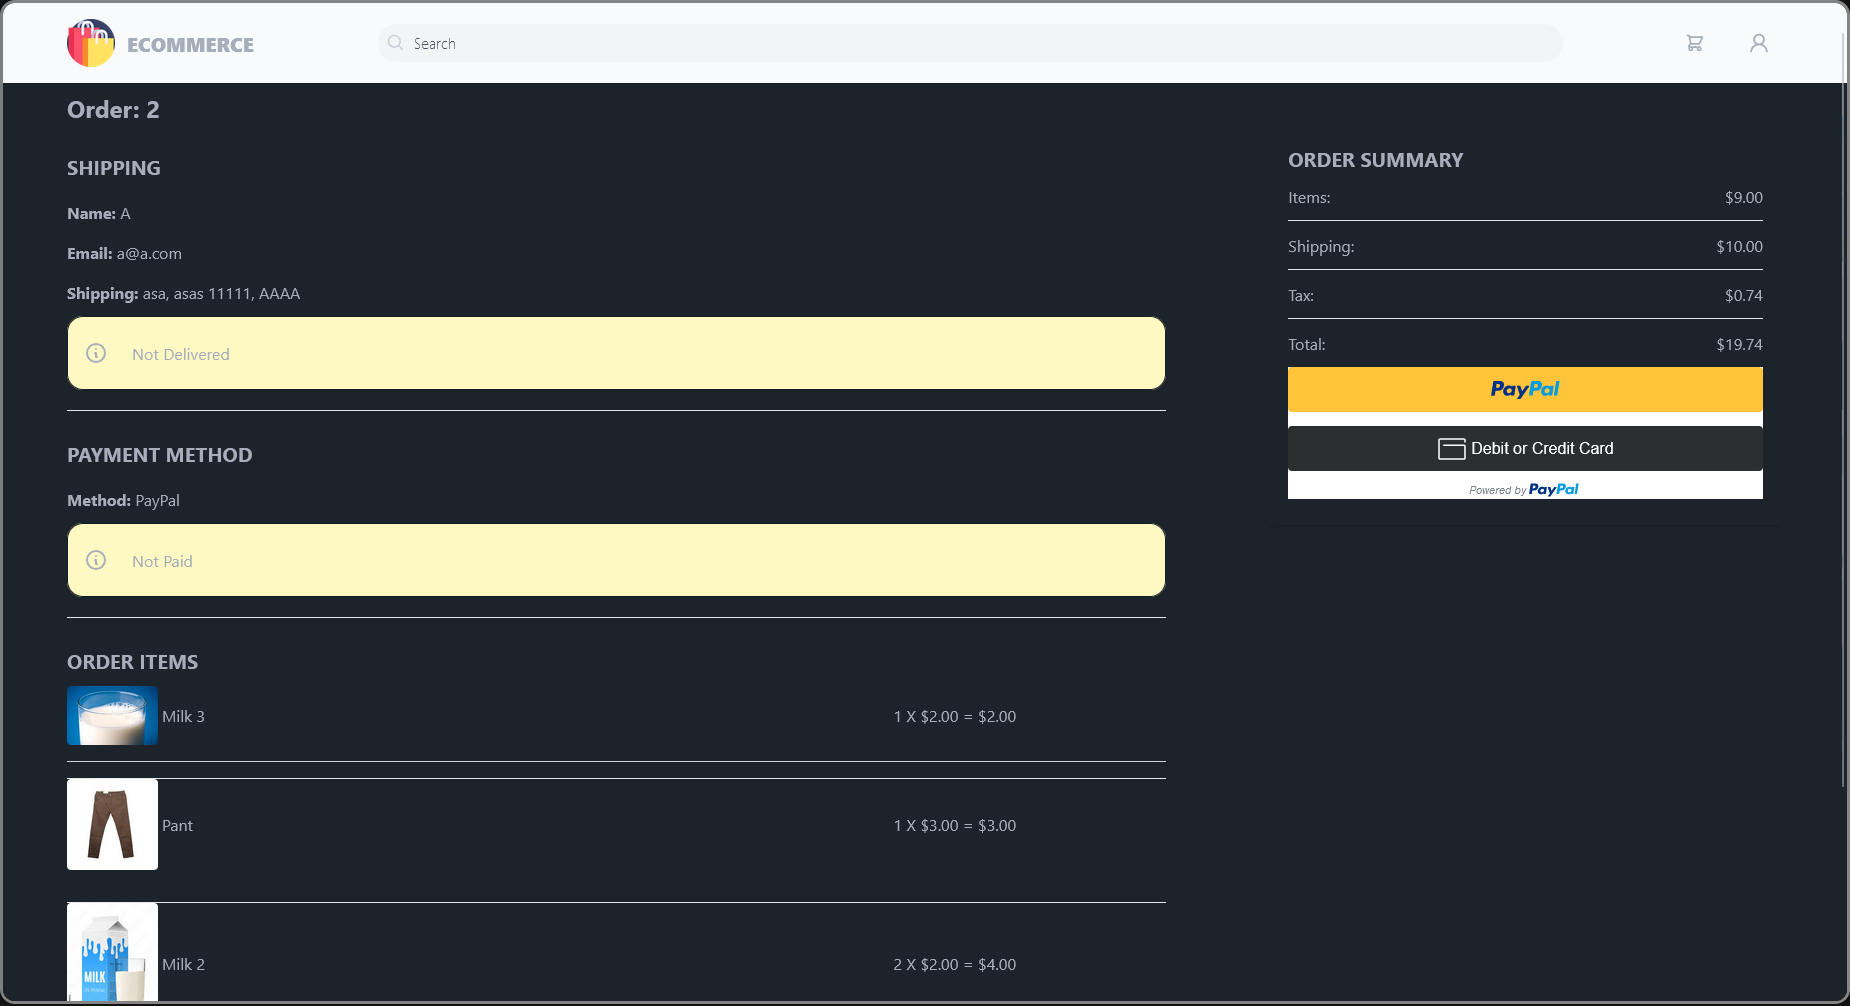 ECOMMERCE
Search
Order: 2
SHIPPING
Name: A
Email: a@a.com
Shipping: asa, asas 11111, AAAA
Not Delivered
PAYMENT METHOD
Method: PayPal
Not Paid
ORDER ITEMS
Milk 3 1 X $2.00 = $2.00
Pant 1 X $3.00 = $3.00
MILK
Milk 2 2 X $2.00 = $4.00
ORDER SUMMARY
Items: $9.00
Shipping: $10.00
Tax: $0.74
Total: $19.74
PayPal
Debit or Credit Card
Powered by PayPal